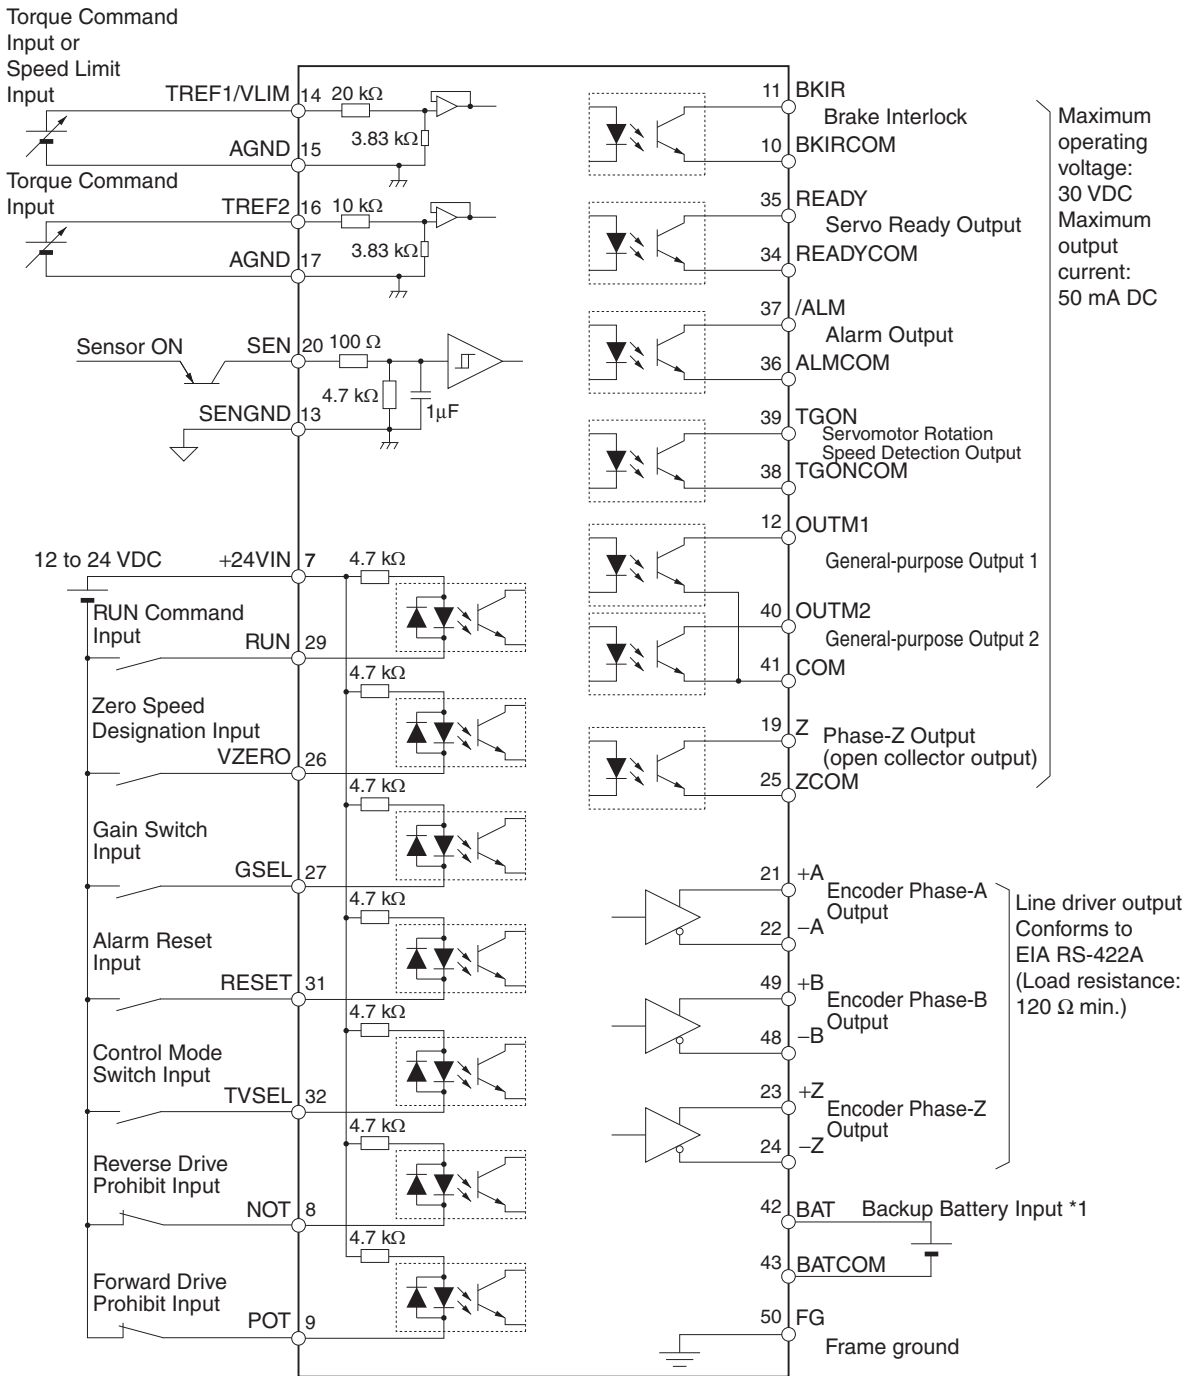 Torque Command
Input or
Speed Limit
Input
TREF1/VLIM
14
20 kΩ
3.83 kΩ
AGND
15
Torque Command
Input
TREF2
16
10 kΩ
3.83 kΩ
AGND
17
Sensor ON
SEN
20
100 Ω
4.7 kΩ
1μF
SENGND
13
12 to 24 VDC
+24VIN
7
4.7 kΩ
RUN Command
Input
RUN
29
4.7 kΩ
Zero Speed
Designation Input
VZERO
26
4.7 kΩ
Gain Switch
Input
GSEL
27
4.7 kΩ
Alarm Reset
Input
RESET
31
4.7 kΩ
Control Mode
Switch Input
TVSEL
32
4.7 kΩ
Reverse Drive
Prohibit Input
NOT
8
4.7 kΩ
Forward Drive
Prohibit Input
POT
9
11
BKIR
Brake Interlock
10
BKIRCOM
35
READY
Servo Ready Output
34
READYCOM
37
/ALM
Alarm Output
36
ALMCOM
39
TGON
Servomotor Rotation
Speed Detection Output
38
TGONCOM
12
OUTM1
General-purpose Output 1
40
OUTM2
General-purpose Output 2
41
COM
19
Z
Phase-Z Output
(open collector output)
25
ZCOM
Maximum
operating
voltage:
30 VDC
Maximum
output
current:
50 mA DC
21
+A
Encoder Phase-A
Output
22
−A
49
+B
Encoder Phase-B
Output
48
−B
23
+Z
Encoder Phase-Z
Output
24
−Z
Line driver output
Conforms to
EIA RS-422A
(Load resistance:
120 Ω min.)
42
BAT
Backup Battery Input *1
43
BATCOM
50
FG
Frame ground